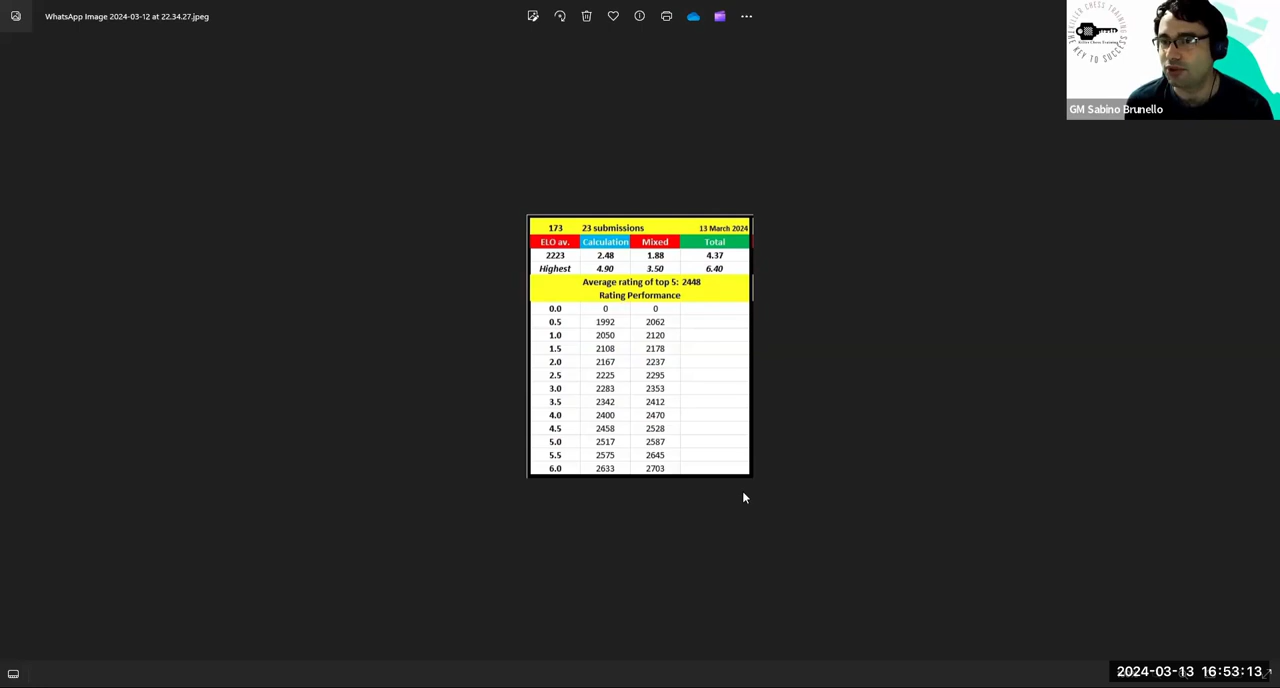 WhatsApp Image 2024-03-12 at 22.34.27.jpeg
KEY TO SUCCESS
GM Sabino Brunello
173 23 submissions 13 March 2024
ELO av. Calculation Mixed Total
2223 2.48 1.88 4.37
Highest 4.90 3.50 6.40
Average rating of top 5: 2448
Rating Performance
0.0 0 0
0.5 1992 2062
1.0 2050 2120
1.5 2108 2178
2.0 2167 2237
2.5 2225 2295
3.0 2283 2353
3.5 2342 2412
4.0 2400 2470
4.5 2458 2528
5.0 2517 2587
5.5 2575 2645
6.0 2633 2703
2024-03-13 16:53:13